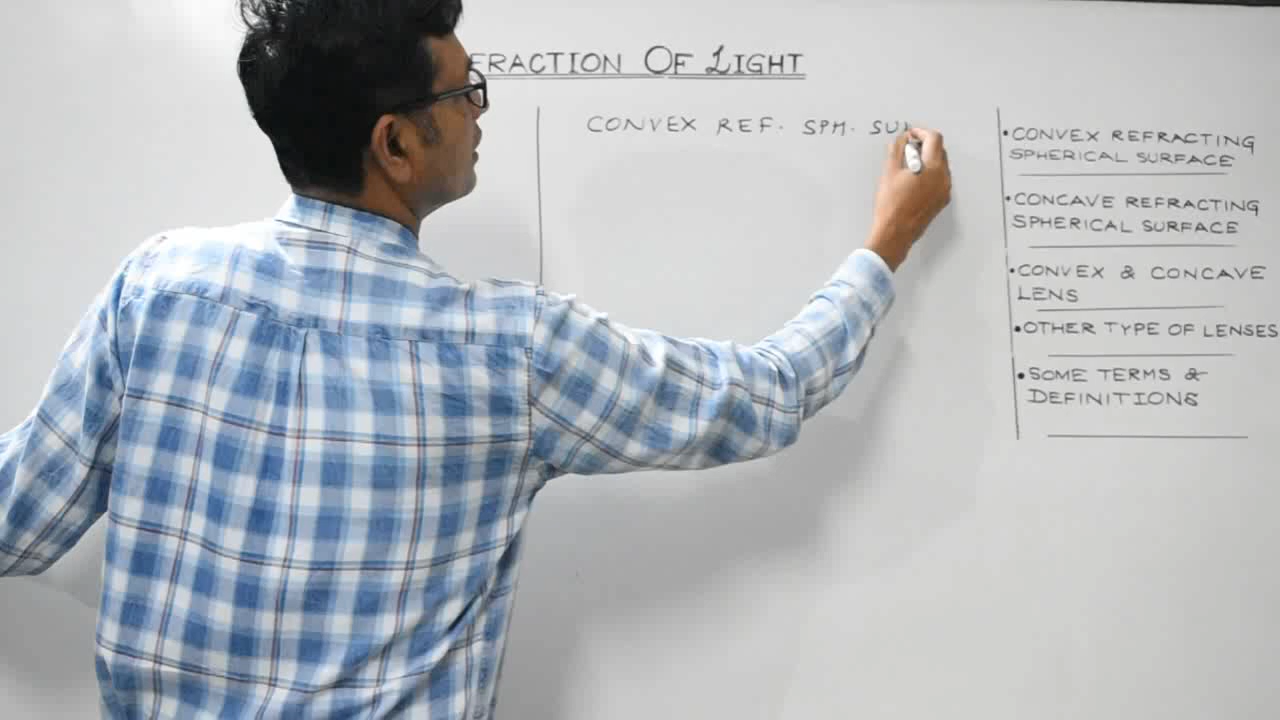 FRACTION OF LIGHT
CONVEX REF. SPH. SU
• CONVEX REFRACTING
SPHERICAL SURFACE
• CONCAVE REFRACTING
SPHERICAL SURFACE
• CONVEX & CONCAVE
LENS
• OTHER TYPE OF LENSES
• SOME TERMS &
DEFINITIONS